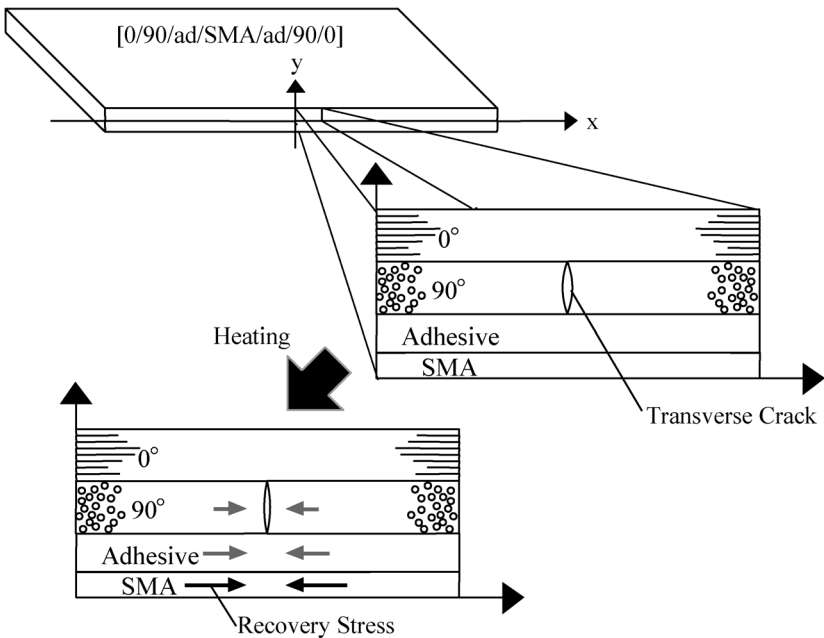 [0/90/ad/SMA/ad/90/0]
y
x
0°
90°
Adhesive
SMA
Transverse Crack
Heating
0°
90°
Adhesive
SMA
Recovery Stress